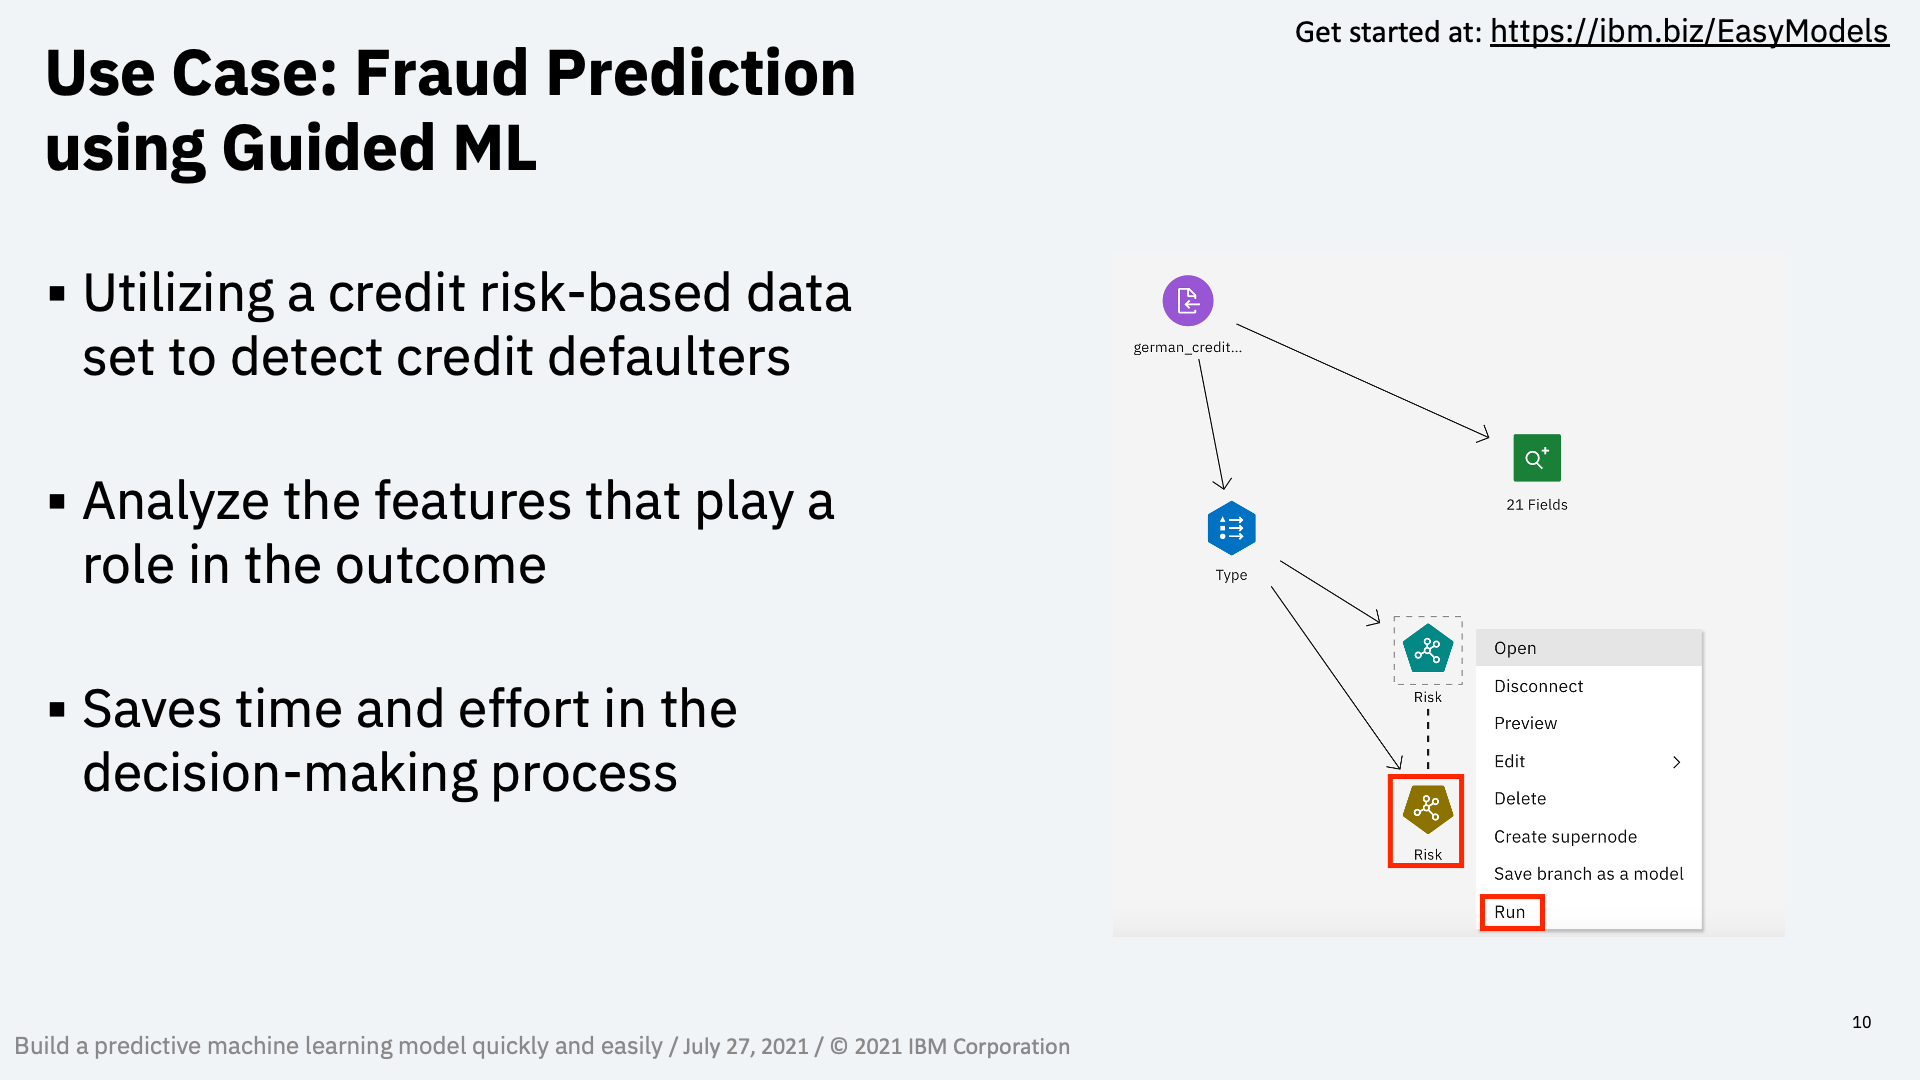 Get started at: https://ibm.biz/EasyModels
Use Case: Fraud Prediction
using Guided ML
▪ Utilizing a credit risk-based data
set to detect credit defaulters
▪ Analyze the features that play a
role in the outcome
▪ Saves time and effort in the
decision-making process
german_credit...
21 Fields
Type
Risk
Risk
Open
Disconnect
Preview
Edit
Delete
Create supernode
Save branch as a model
Run
10
Build a predictive machine learning model quickly and easily / July 27, 2021 / © 2021 IBM Corporation